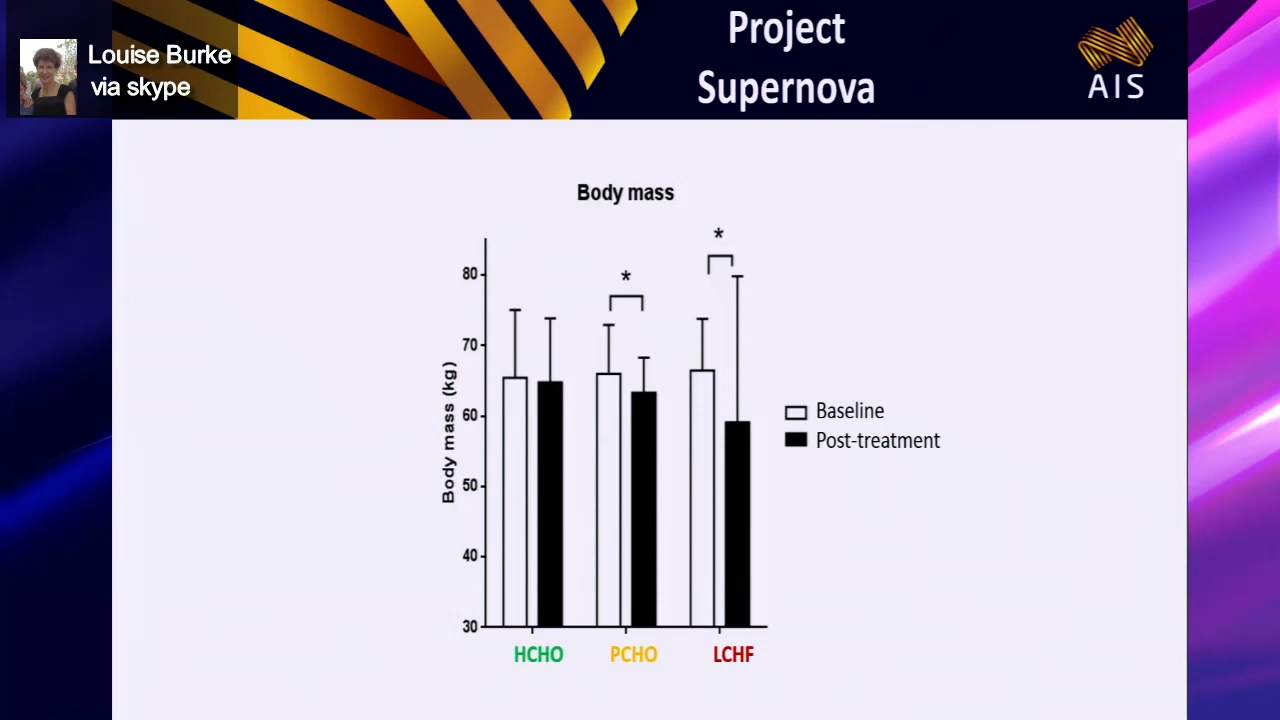 Louise Burke
via skype
Project
Supernova
AIS
Body mass
*
*
80
70
60
50
40
30
Body mass (kg)
Baseline
Post-treatment
HCHO
PCHO
LCHF